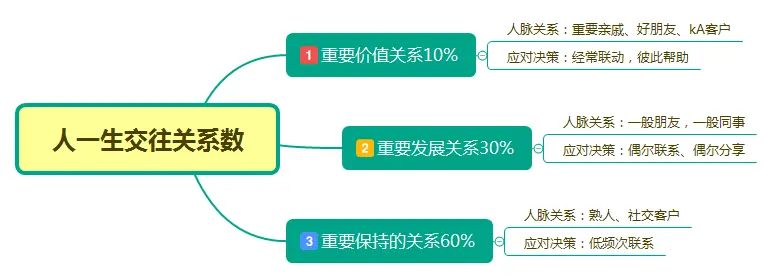 人一生交往关系数
1 重要价值关系10%
人脉关系：重要亲戚、好朋友、kA客户
应对决策：经常联动，彼此帮助
2 重要发展关系30%
人脉关系：一般朋友，一般同事
应对决策：偶尔联系、偶尔分享
3 重要保持的关系60%
人脉关系：熟人、社交客户
应对决策：低频次联系